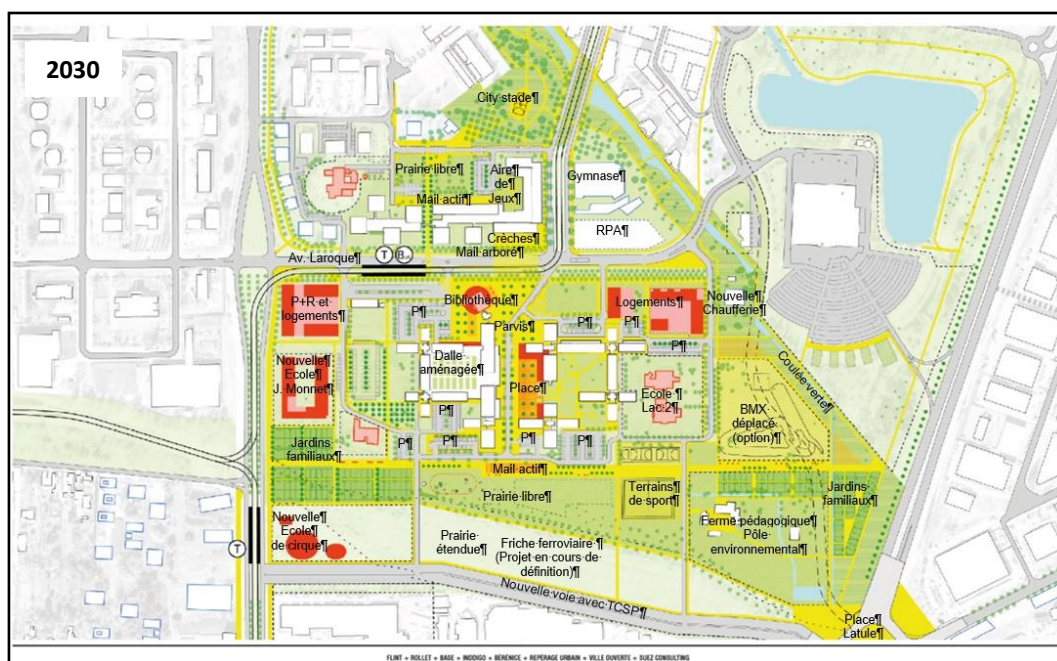 2030
City·stade¶
Prairie·libre¶
Aire·
de·
Jeux¶
Mail·actif¶
Gymnase¶
RPA¶
Crèches¶
Mail·arboré¶
Av.·Laroque¶
T
B
P+R·et·
logements¶
Bibliothèque¶
P¶
P¶
Parvis¶
P¶
Logements¶
P¶
P¶
Nouvelle·
Chaufferie¶
Dalle·
aménagée¶
Nouvelle·
Ecole·
J.·Monnet¶
Place¶
Ecole·
Lac·2¶
Coulée·verte¶
BMX·
déplacé·
(option)¶
P¶
P¶
P¶
P¶
P¶
P¶
Jardins·
familiaux¶
Mail·actif¶
Prairie·libre¶
Terrains·
de·sport¶
Jardins·
familiaux¶
Nouvelle·
Ecole·
de·cirque¶
T
Prairie·
étendue¶
Friche·ferroviaire·¶
(Projet·en·cours·de·
définition)¶
Ferme·pédagogique¶
Pôle·
environnemental¶
Nouvelle·voie·avec·TCSP¶
Place¶
Latule¶
FLINT + ROLLET + BASE + INDDIGO + BÉRÉNICE + REPÉRAGE URBAIN + VILLE OUVERTE + SUEZ CONSULTING